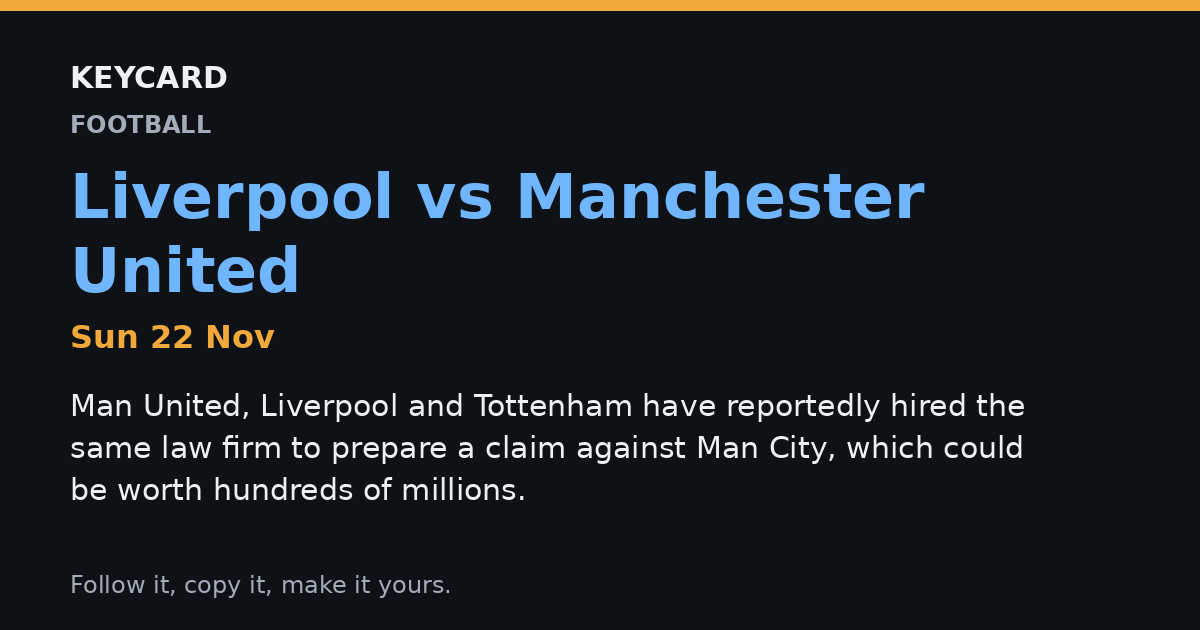 KEYCARD
FOOTBALL
Liverpool vs Manchester
United
Sun 22 Nov
Man United, Liverpool and Tottenham have reportedly hired the
same law firm to prepare a claim against Man City, which could
be worth hundreds of millions.
Follow it, copy it, make it yours.